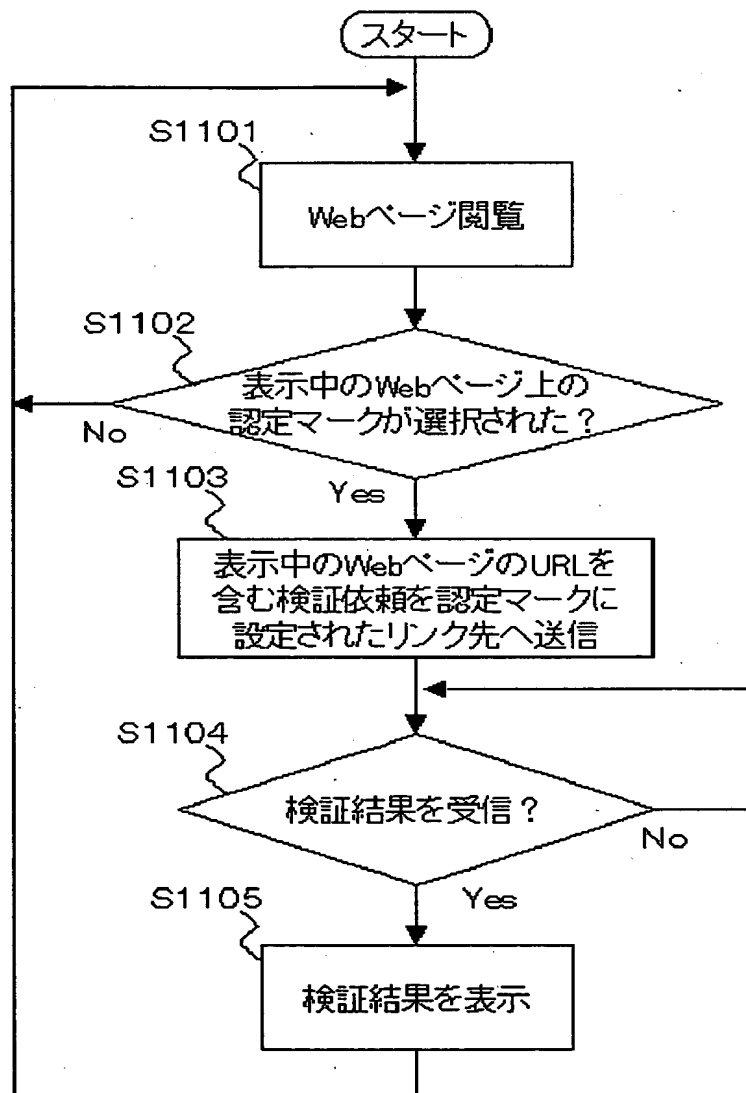 スタート
S1101
Webページ閲覧
S1102
表示中のWebページ上の
認定マークが選択された？
No
Yes
S1103
表示中のWebページのURLを
含む検証依頼を認定マークに
設定されたリンク先へ送信
S1104
検証結果を受信？
No
Yes
S1105
検証結果を表示